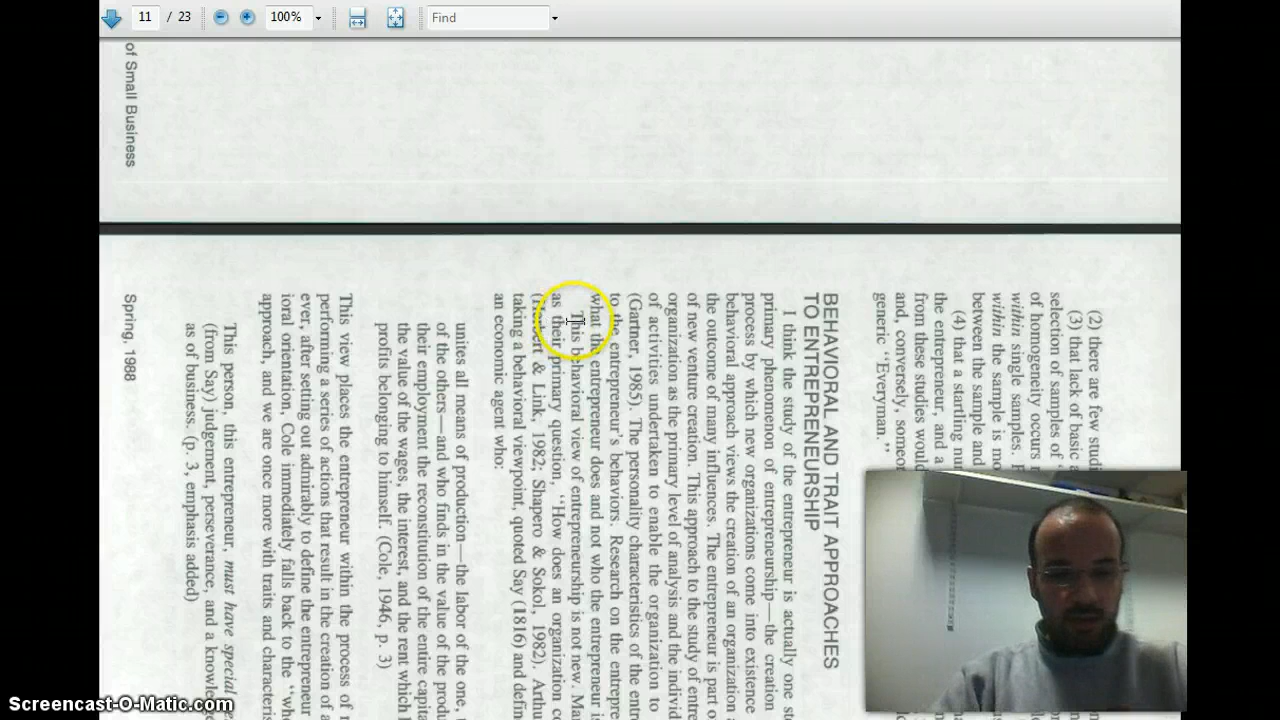 11 / 23 100% Find
of Small Business
(2) there are few
(3) that lack of basic
selection of samples of
of homogeneity occurs
within single samples.
within the sample is
between the sample and
(4) that a starting
the entrepreneur, and a
from these studies would
and, conversely,
generic "Everyman."
BEHAVIORAL AND TRAIT APPROACHES
TO ENTREPRENEURSHIP
I think the study of the entrepreneur is actually one
primary phenomenon of entrepreneurship—the creation
process by which new organizations come into existence
behavioral approach views the creation of an organization
the outcome of many influences. The entrepreneur is part
of new venture creation. This approach to the study of
organization as the primary level of analysis and the
of activities undertaken to enable the organization to
(Gartner, 1985). The personality characteristics of the
to the entrepreneur's behaviors. Research on the
what the entrepreneur does and not who the entrepreneur
This behavioral view of entrepreneurship is not new.
as their primary question, "How does an organization
& Link, 1982; Shapero & Sokol, 1982).
taking a behavioral viewpoint, quoted Say (1816) and
an economic agent who:
unites all means of production—the labor of the one,
of the others—and who finds in the value of the
their employment the reconstitution of the entire
the value of the wages, the interest, and the rent which
profits belonging to himself. (Cole, 1946, p. 3)
This view places the entrepreneur within the process of
performing a series of actions that result in the creation of
ever, after setting out admirably to define the entrepreneur
ioral orientation, Cole immediately falls back to the
approach, and we are once more with traits and
This person, this entrepreneur, must have special
(from Say) judgement, perseverance, and a
as of business. (p. 3, emphasis added)
Spring, 1988
Screencast-O-Matic.com